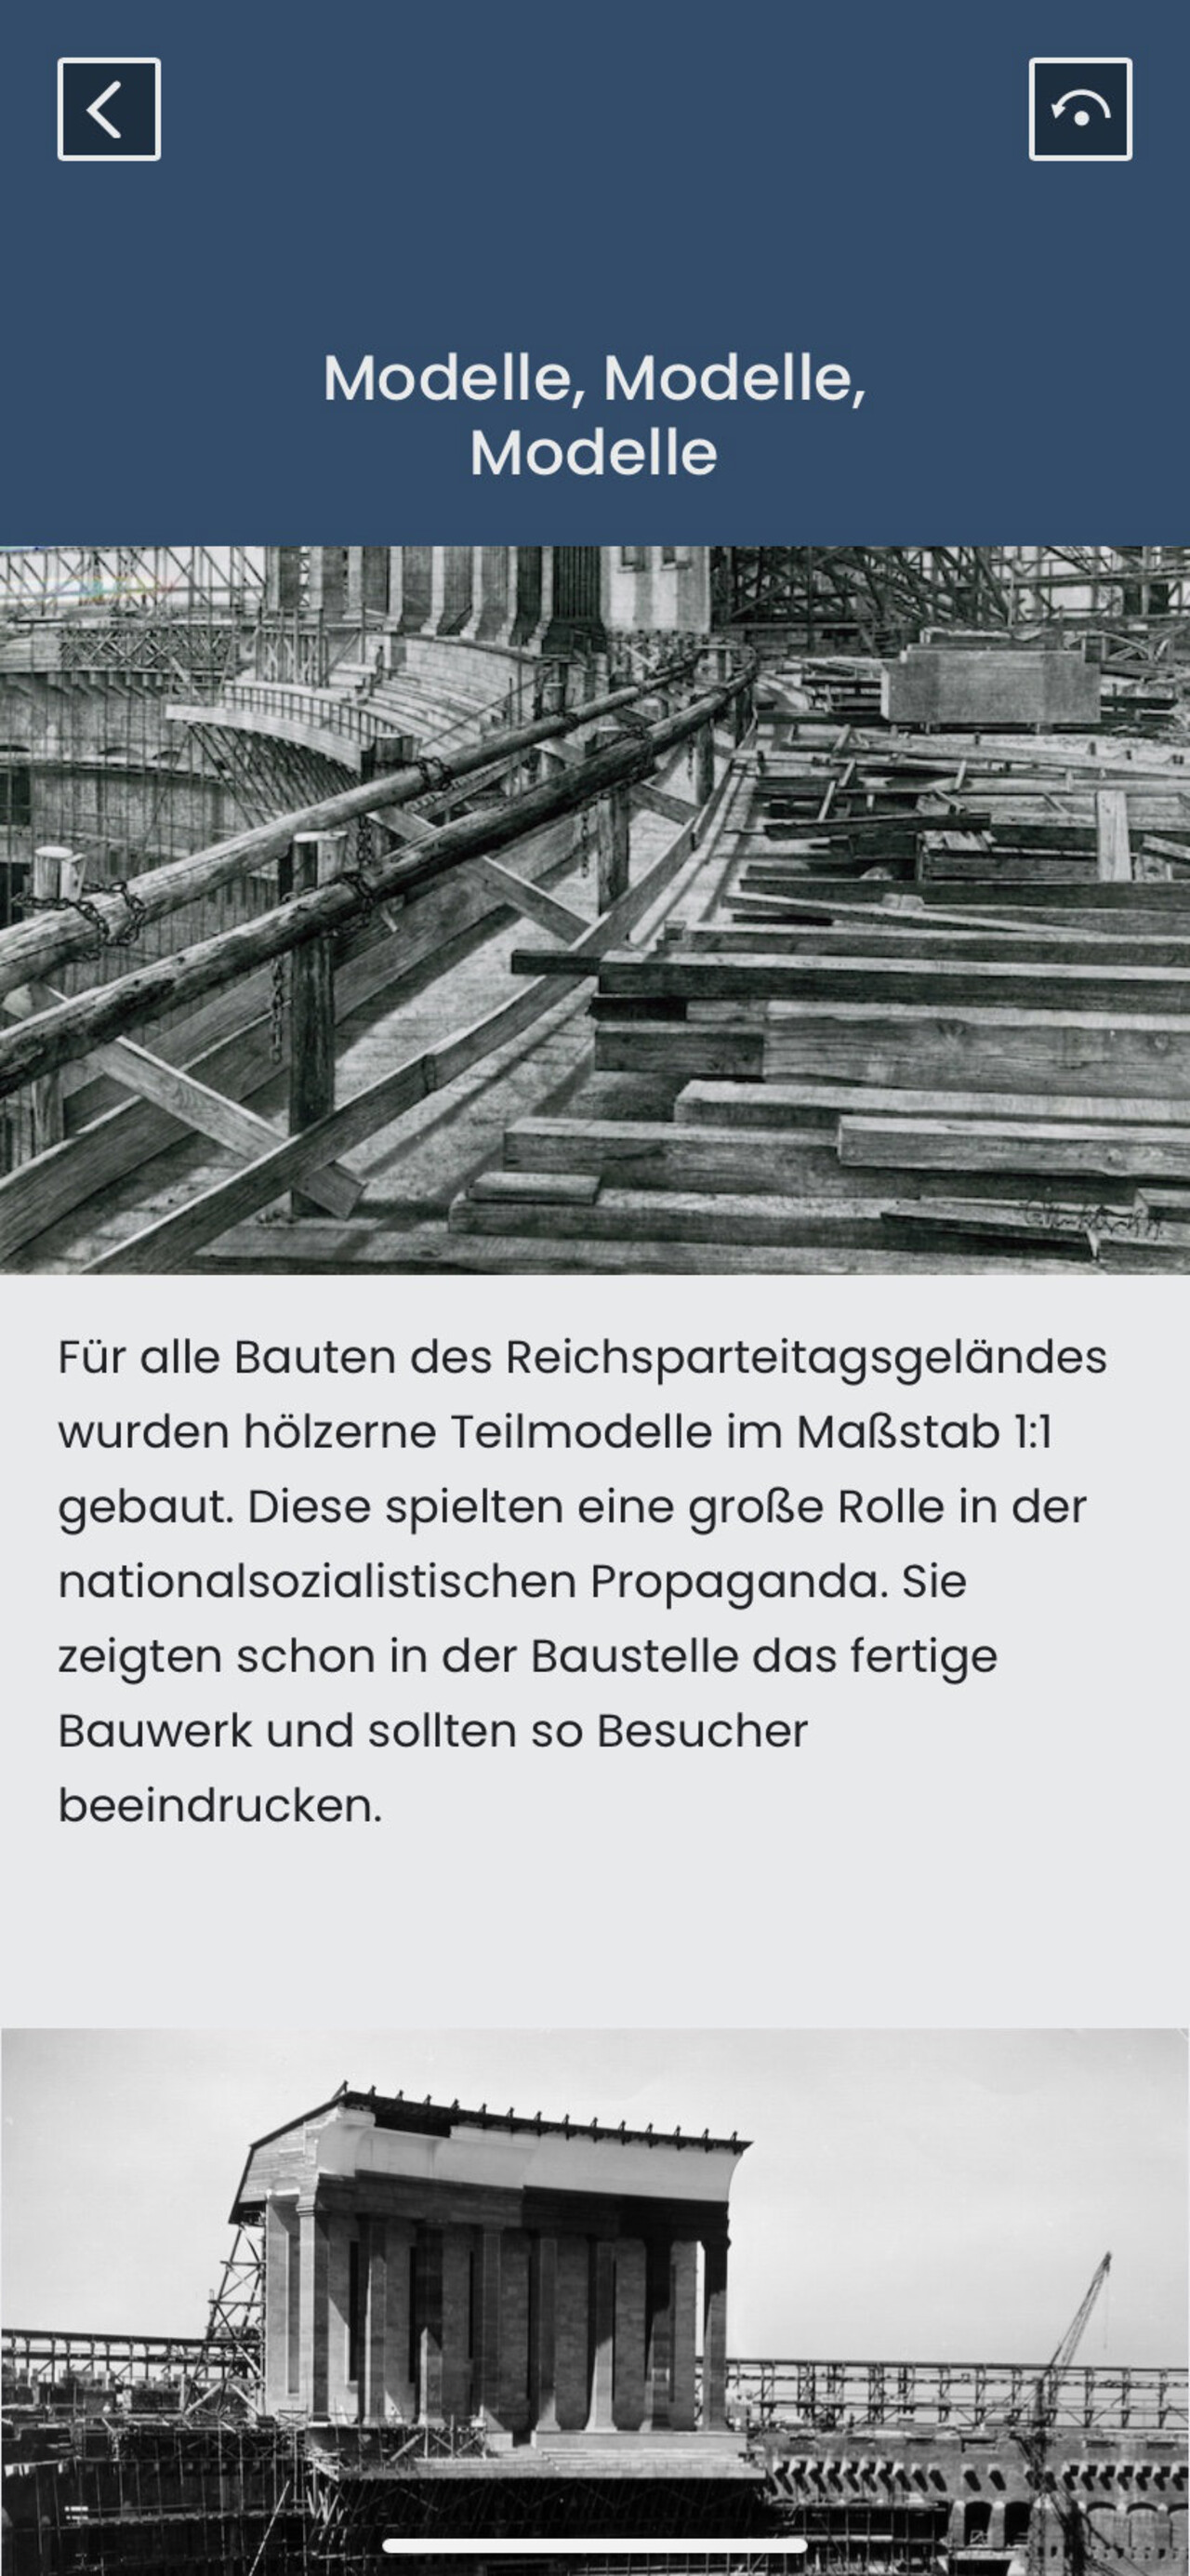 Modelle, Modelle,
Modelle
Für alle Bauten des Reichsparteitagsgeländes
wurden hölzerne Teilmodelle im Maßstab 1:1
gebaut. Diese spielten eine große Rolle in der
nationalsozialistischen Propaganda. Sie
zeigten schon in der Baustelle das fertige
Bauwerk und sollten so Besucher
beeindrucken.